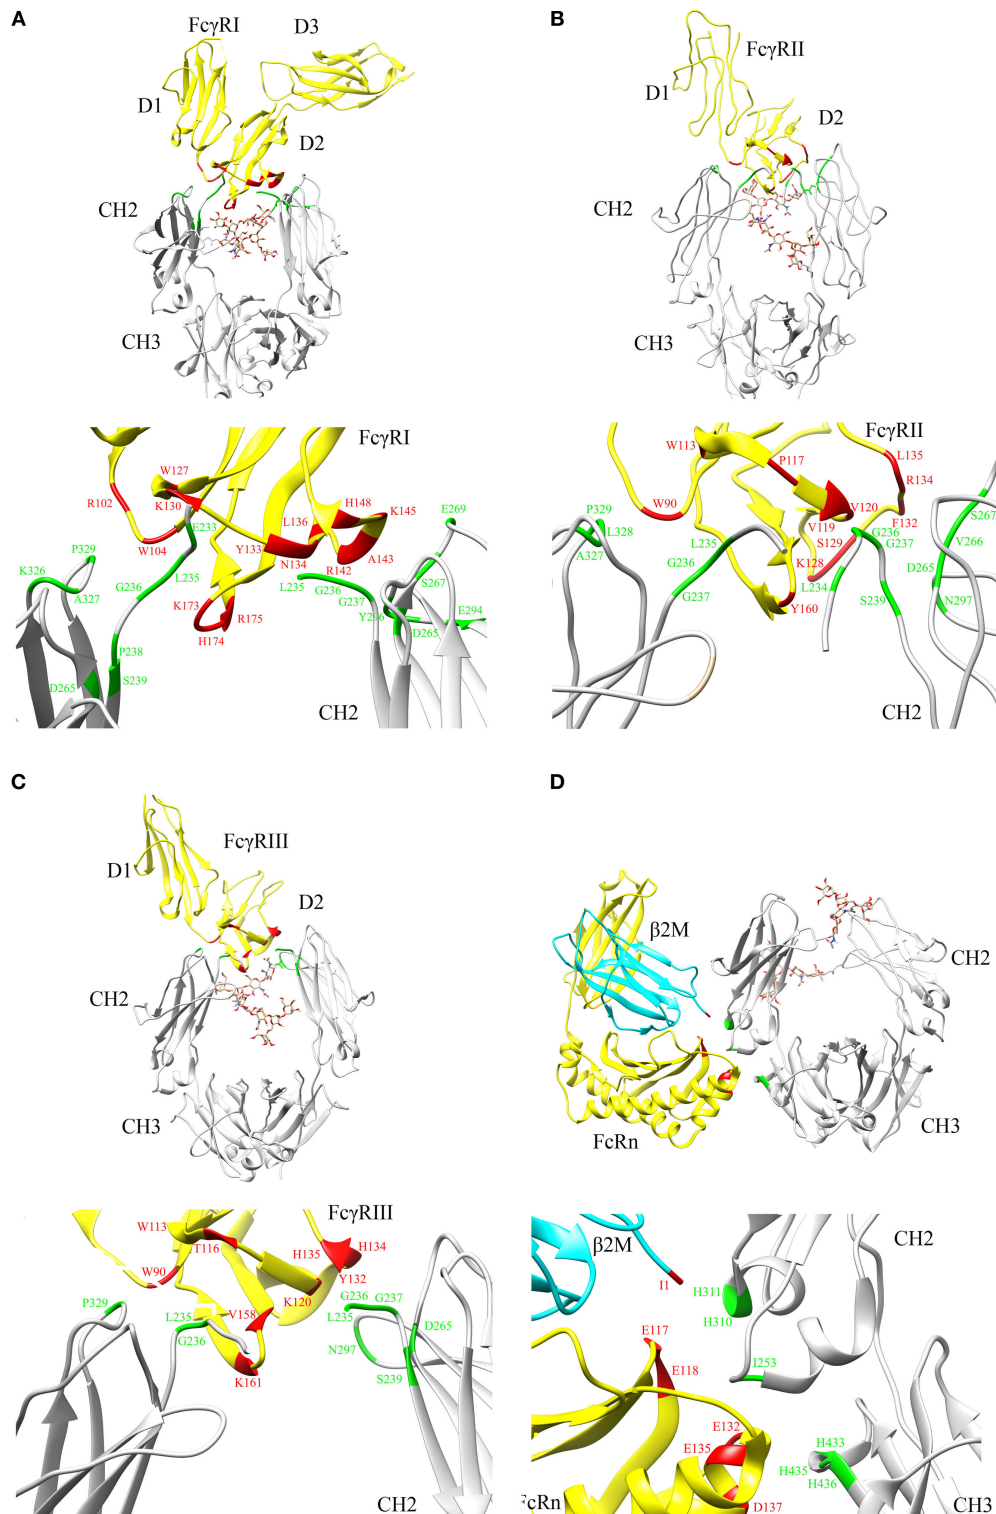 A
FcγRI
D3
D1
D2
CH2
CH3
FcγRI
W127
R102
K130
E233
W104
L136
H148
K145
E269
Y133
N134
A143
R142
P329
K326
A327
G236
L235
L235
G236
G237
S267
Y296
E294
D265
K173
R175
H174
P238
D265
S239
CH2
B
FcγRII
D1
D2
CH2
CH3
FcγRII
W113
P117
L135
R134
W90
V120
V119
F132
S129
G236
G237
K128
L234
P329
L328
A327
L235
G236
G237
Y160
S239
S267
V266
D265
N297
CH2
C
FcγRIII
D1
D2
CH2
CH3
FcγRIII
W113
T116
H135
H134
W90
Y132
K120
P329
L235
V158
G236
G236
G237
L235
D265
N297
S239
K161
CH2
D
β2M
CH2
FcRn
CH3
β2M
CH2
I1
H311
H310
E117
E118
I253
E132
E135
H433
H435
H436
D137
FcRn
CH3